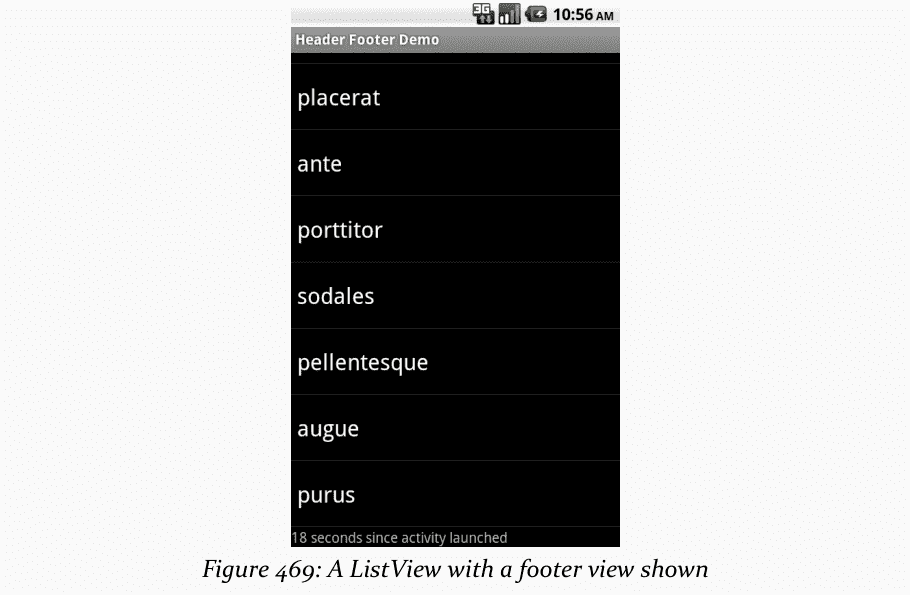 3G 10:56 AM
Header Footer Demo
placerat
ante
porttitor
sodales
pellentesque
augue
purus
18 seconds since activity launched
Figure 469: A ListView with a footer view shown